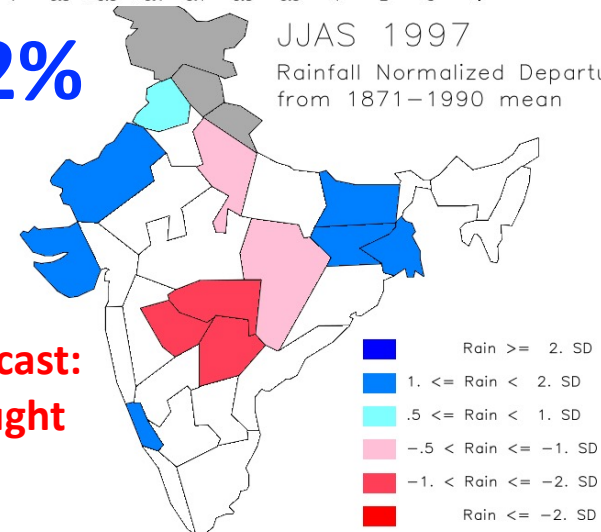 JJAS 1997
2%
Rainfall Normalized Departu
from 1871-1990 mean
cast:
ght
Rain >= 2. SD
1. <= Rain < 2. SD
.5 <= Rain < 1. SD
-.5 < Rain <= -1. SD
-1. < Rain <= -2. SD
Rain <= -2. SD